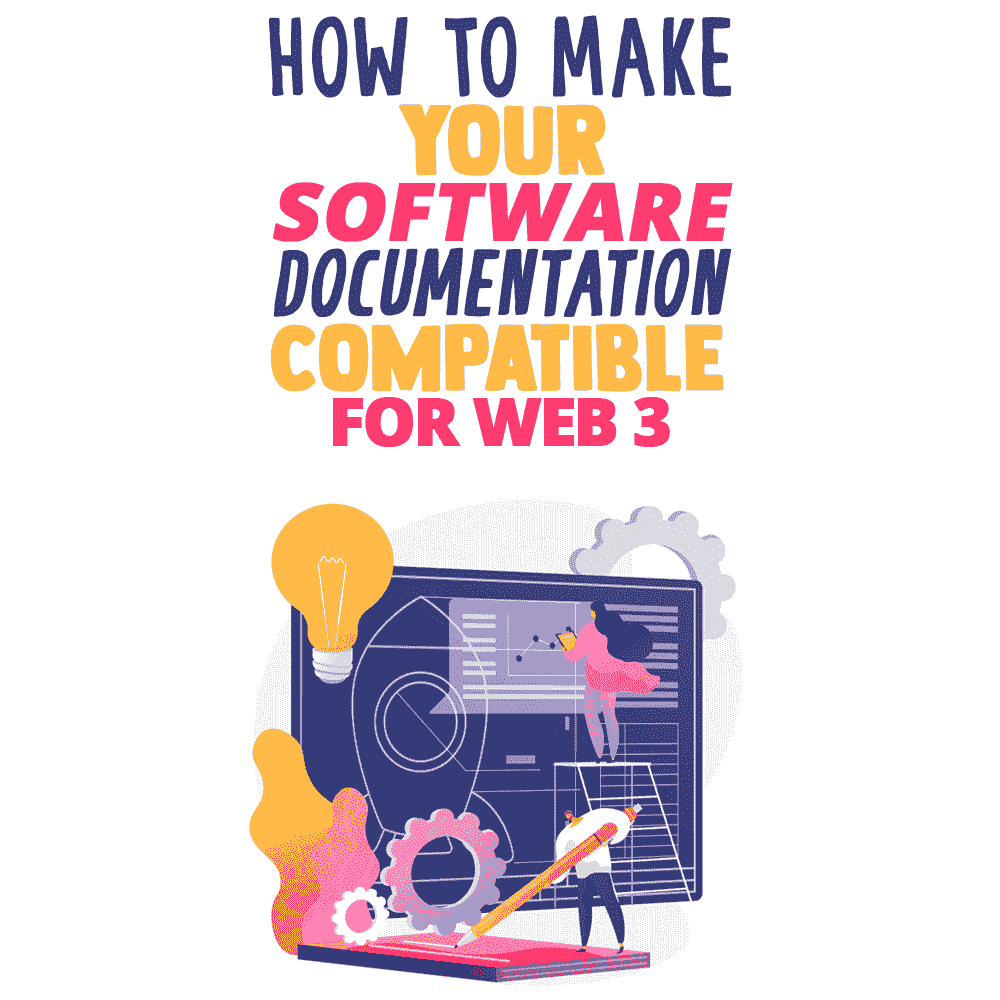 HOW TO MAKE
YOUR
SOFTWARE
DOCUMENTATION
COMPATIBLE
FOR WEB 3